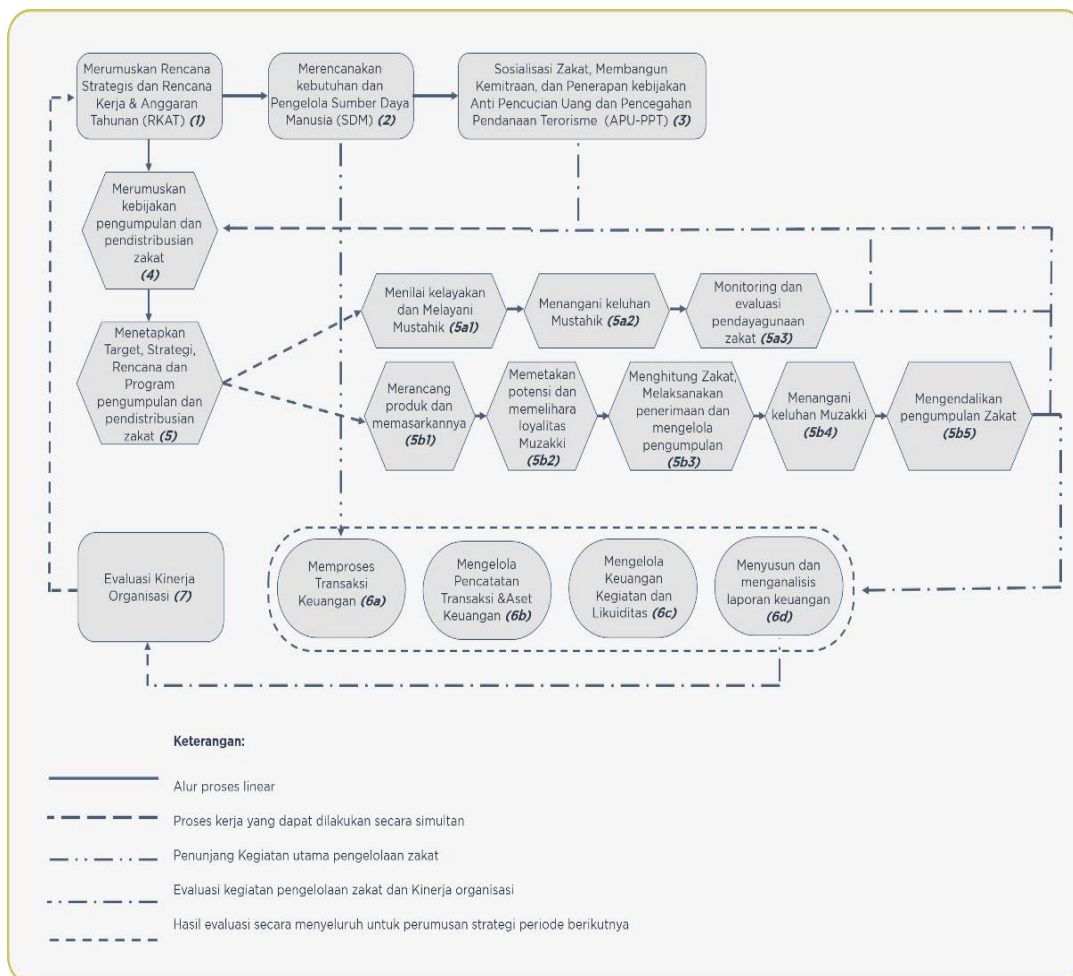 Merumuskan Rencana
Strategis dan Rencana
Kerja & Anggaran
Tahunan (RKAT) (1)
Merencanakan
kebutuhan dan
Pengelola Sumber Daya
Manusia (SDM) (2)
Sosialisasi Zakat, Membangun
Kemitraan, dan Penerapan kebijakan
Anti Pencucian Uang dan Pencegahan
Pendanaan Terorisme (APU-PPT) (3)
Merumuskan
kebijakan
pengumpulan dan
pendistribusian
zakat
(4)
Menetapkan
Target, Strategi,
Rencana dan
Program
pengumpulan dan
pendistribusian
zakat (5)
Menilai kelayakan
dan Melayani
Mustahik (5a1)
Menangani keluhan
Mustahik (5a2)
Monitoring dan
evaluasi
pendayagunaan
zakat (5a3)
Merancang
produk dan
memasarkannya
(5b1)
Memetakan
potensi dan
memelihara
loyalitas
Muzakki
(5b2)
Menghitung Zakat,
Melaksanakan
penerimaan dan
mengelola
pengumpulan
(5b3)
Menangani
keluhan Muzakki
(5b4)
Mengendalikan
pengumpulan Zakat
(5b5)
Evaluasi Kinerja
Organisasi (7)
Memproses
Transaksi
Keuangan (6a)
Mengelola
Pencatatan
Transaksi &Aset
Keuangan (6b)
Mengelola
Keuangan
Kegiatan dan
Likuiditas (6c)
Menyusun dan
menganalisis
laporan keuangan
(6d)
Keterangan:
Alur proses linear
Proses kerja yang dapat dilakukan secara simultan
Penunjang Kegiatan utama pengelolaan zakat
Evaluasi kegiatan pengelolaan zakat dan Kinerja organisasi
Hasil evaluasi secara menyeluruh untuk perumusan strategi periode berikutnya